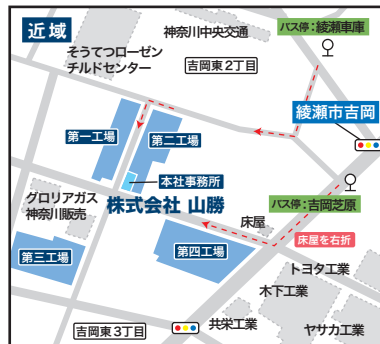 近域
神奈川中央交通
バス停:綾瀬車庫
そうてつローゼン
チルドセンター
吉岡東2丁目
綾瀬市吉岡
第一工場
第二工場
本社事務所
バス停:吉岡芝原
グロリアガス
神奈川販売
株式会社 山勝
床屋
床屋を右折
第三工場
第四工場
トヨタ工業
木下工業
吉岡東3丁目
共栄工業
ヤサカ工業